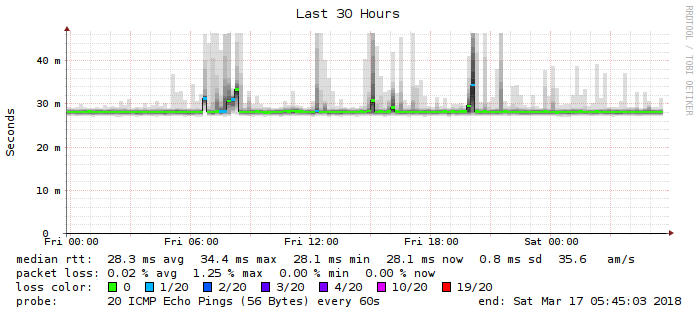 Last 30 Hours
RRDTOOL / TOBI OETIKER
Seconds
40 m
30 m
20 m
10 m
0
Fri 00:00 Fri 06:00 Fri 12:00 Fri 18:00 Sat 00:00
median rtt: 28.3 ms avg 34.4 ms max 28.1 ms min 28.1 ms now 0.8 ms sd 35.6 am/s
packet loss: 0.02 % avg 1.25 % max 0.00 % min 0.00 % now
loss color: 0 1/20 2/20 3/20 4/20 10/20 19/20
probe: 20 ICMP Echo Pings (56 Bytes) every 60s end: Sat Mar 17 05:45:03 2018